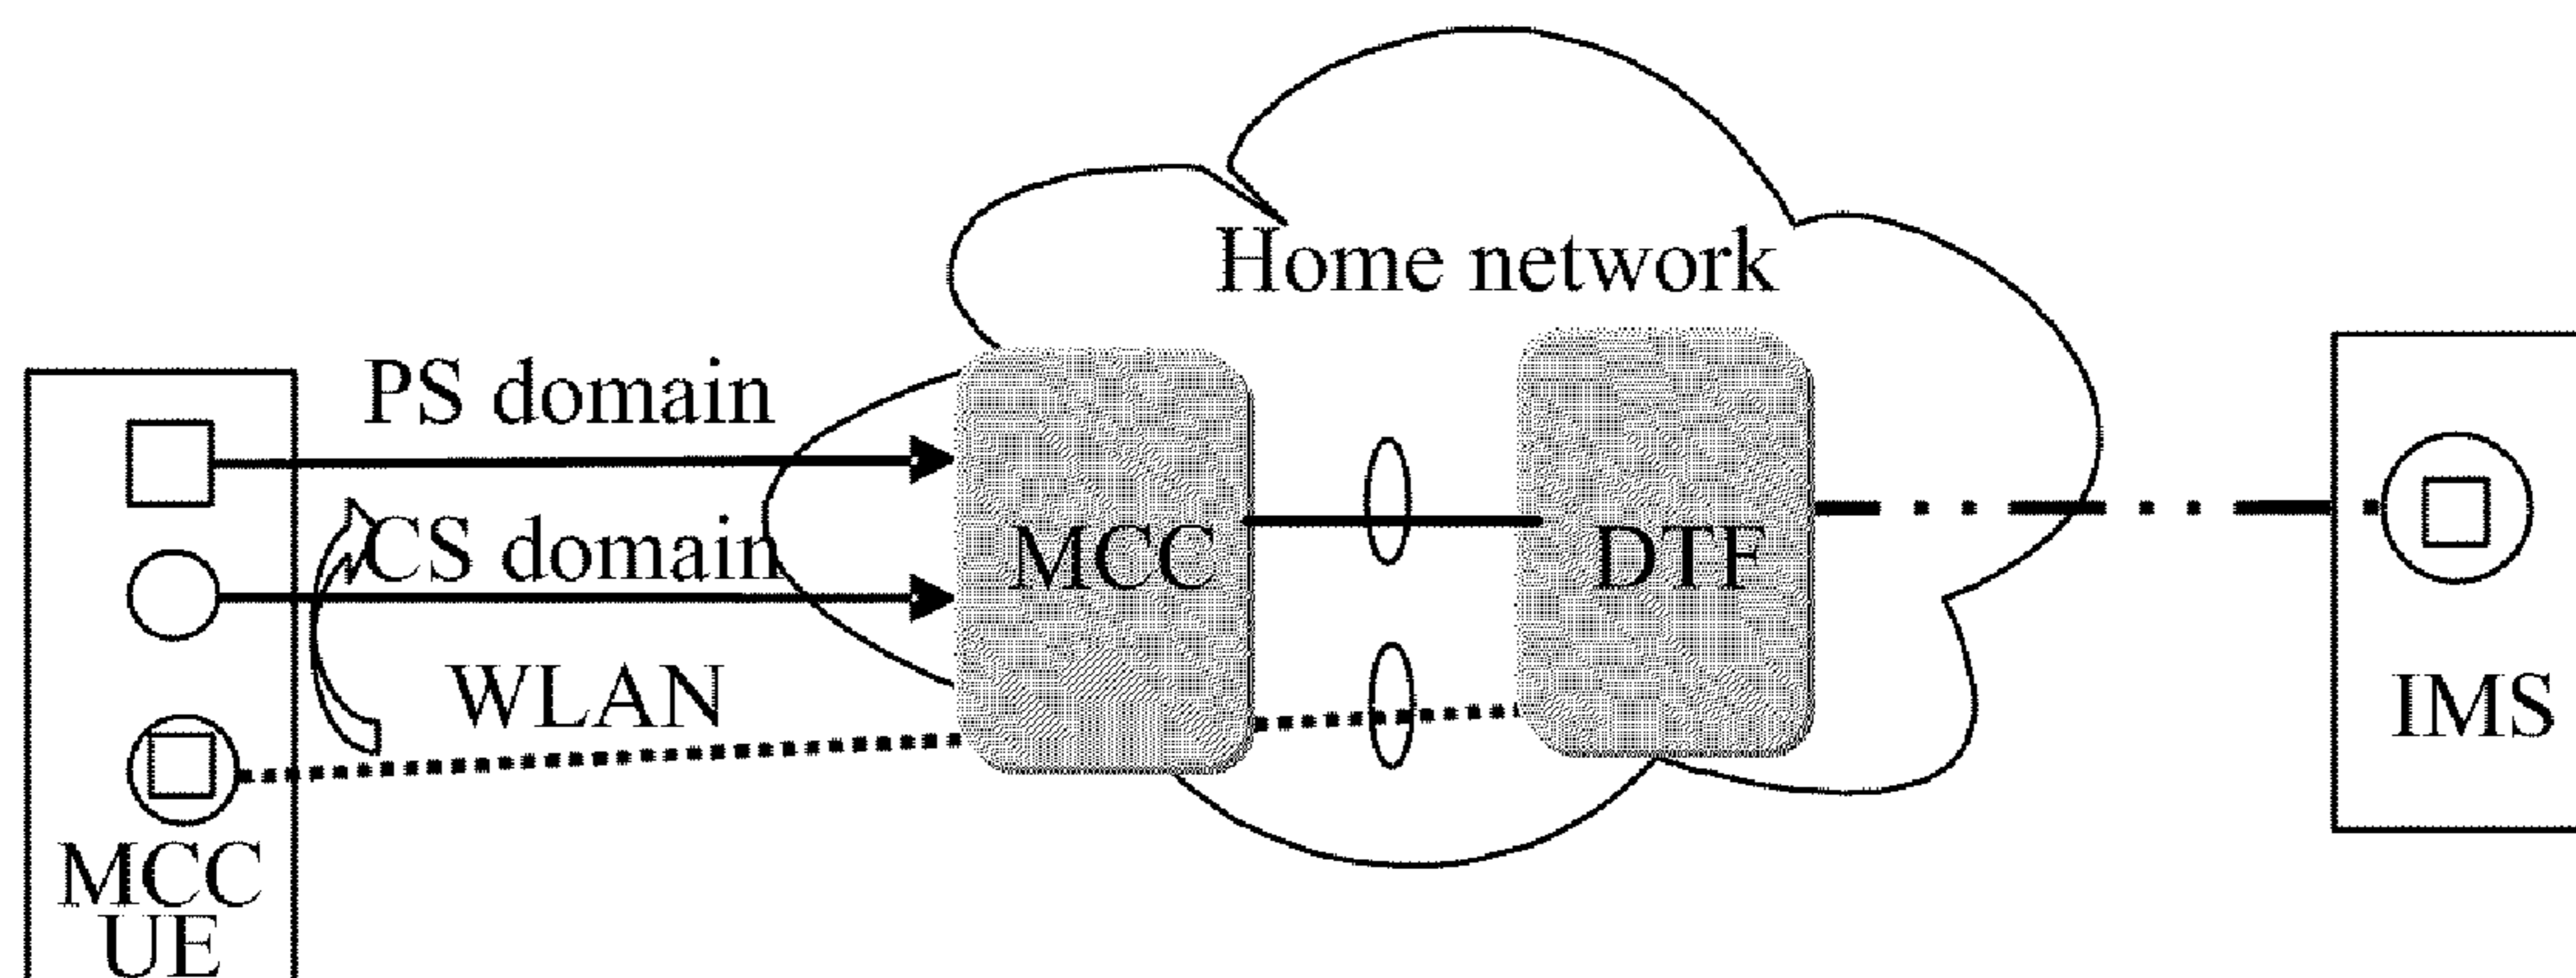 Home network
PS domain
CS domain
WLAN
MCC
DTF
IMS
MCC
UE